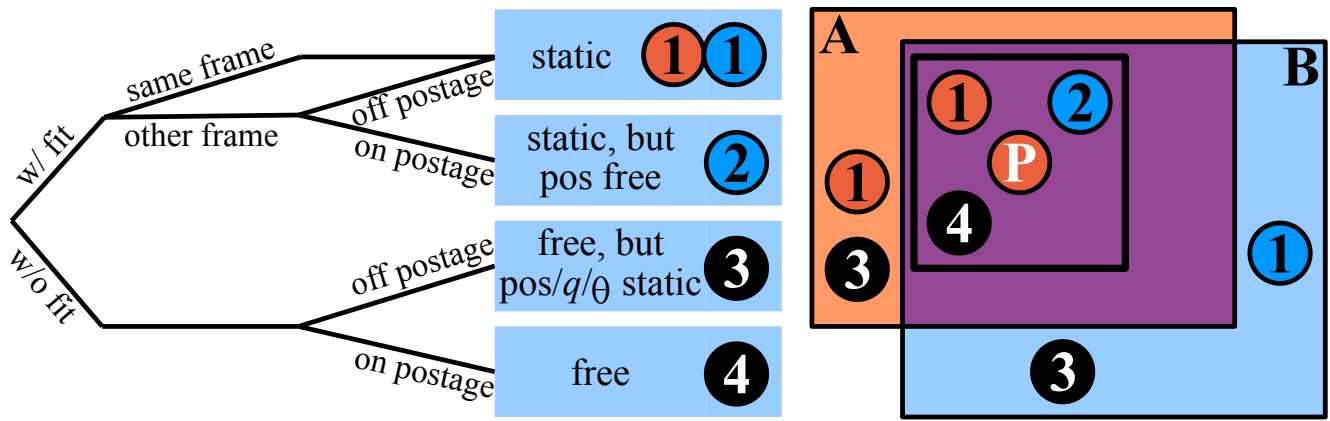 same frame
other frame
w/ fit
w/o fit
off postage
on postage
off postage
on postage
static 1 1
static, but
pos free
2
free, but
pos/q/θ static
3
free 4
A
B
1
2
P
1
4
3
1
3